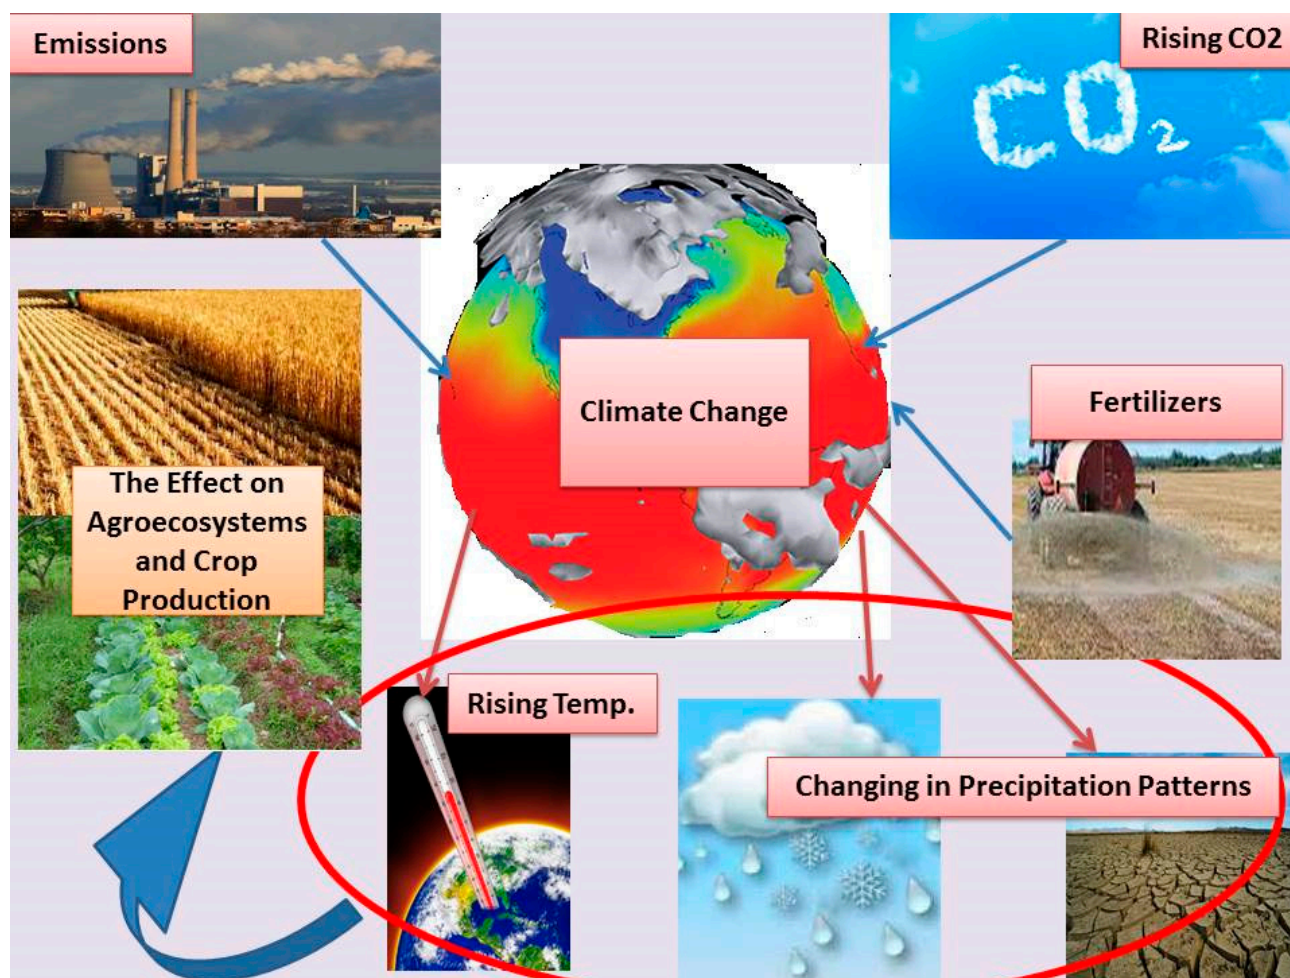 Emissions
Rising CO2
CO2
Climate Change
Fertilizers
The Effect on
Agroecosystems
and Crop
Production
Rising Temp.
Changing in Precipitation Patterns